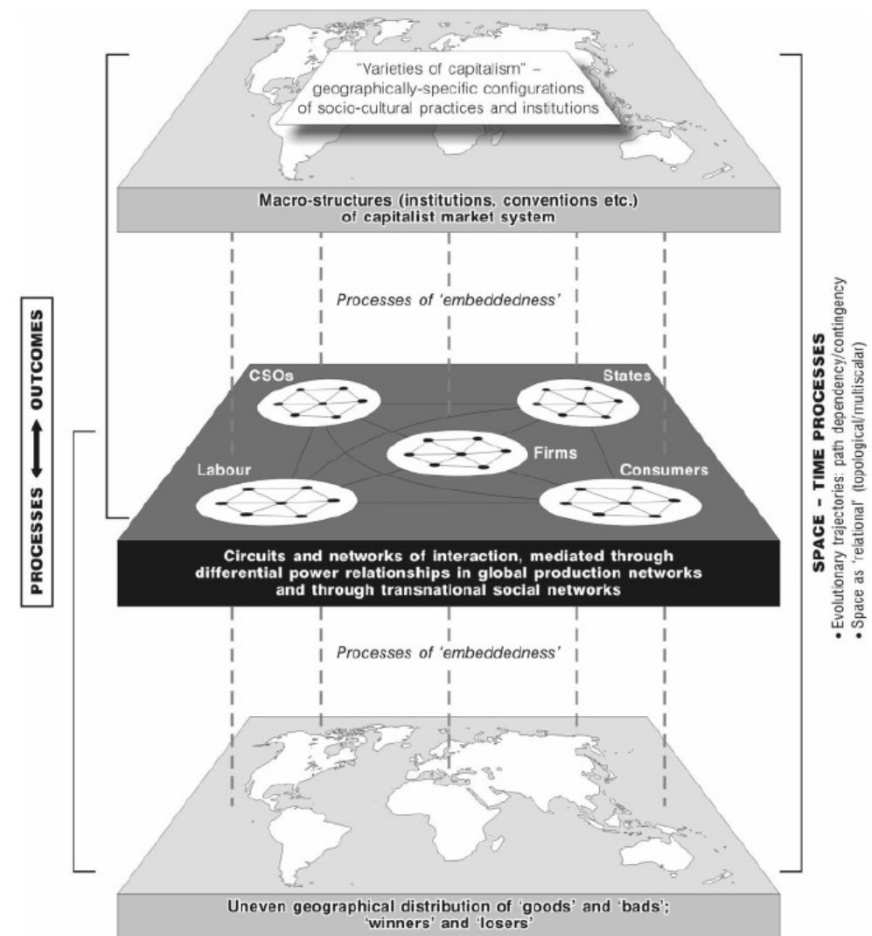 “Varieties of capitalism” –
geographically-specific configurations
of socio-cultural practices and institutions
Macro-structures (institutions, conventions etc.)
of capitalist market system
Processes of ‘embeddedness’
CSOs
States
Firms
Labour
Consumers
Circuits and networks of interaction, mediated through
differential power relationships in global production networks
and through transnational social networks
Processes of ‘embeddedness’
Uneven geographical distribution of ‘goods’ and ‘bads’;
‘winners’ and ‘losers’
PROCESSES ↔ OUTCOMES
SPACE – TIME PROCESSES
• Evolutionary trajectories: path dependency/contingency
• Space as ‘relational’ (topological/multiscalar)